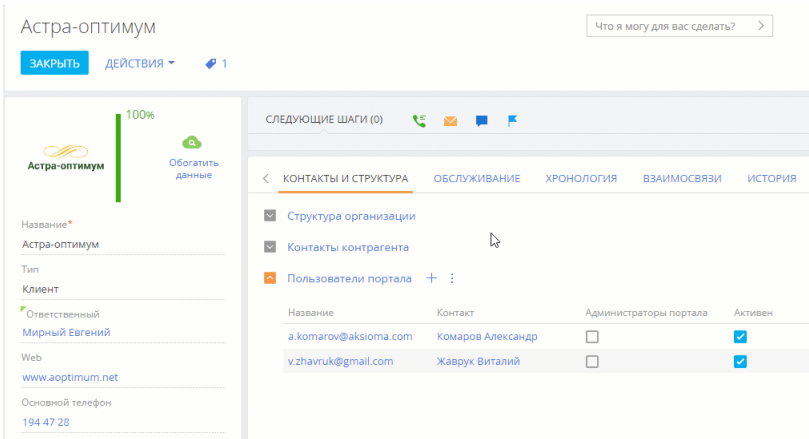 Астра-оптимум
Что я могу для вас сделать?
ЗАКРЫТЬ ДЕЙСТВИЯ 1
100%
Астра-оптимум
Обогатить
данные
Название*
Астра-оптимум
Тип
Клиент
Ответственный
Мирный Евгений
Web
www.aoptimum.net
Основной телефон
194 47 28
СЛЕДУЮЩИЕ ШАГИ (0)
КОНТАКТЫ И СТРУКТУРА ОБСЛУЖИВАНИЕ ХРОНОЛОГИЯ ВЗАИМОСВЯЗИ ИСТОРИЯ
Структура организации
Контакты контрагента
Пользователи портала
Название Контакт Администраторы портала Активен
a.komarov@aksioma.com Комаров Александр
v.zhavruk@gmail.com Жаврук Виталий